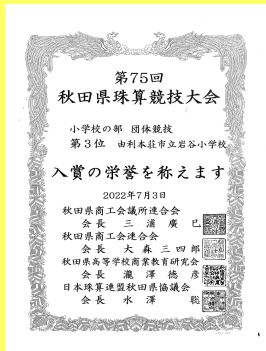 第75回
秋田県珠算競技大会
小学校の部 団体競技
第3位 由利本荘市立岩谷小学校
入賞の栄誉を称えます
2022年7月3日
秋田県商工会議所連合会
会長 三浦廣巳
秋田県商工会連合会
会長 大森三四郎
秋田県高等学校商業教育研究会
会長 瀧澤徳彦
日本珠算連盟秋田県協議会
会長 水澤聡